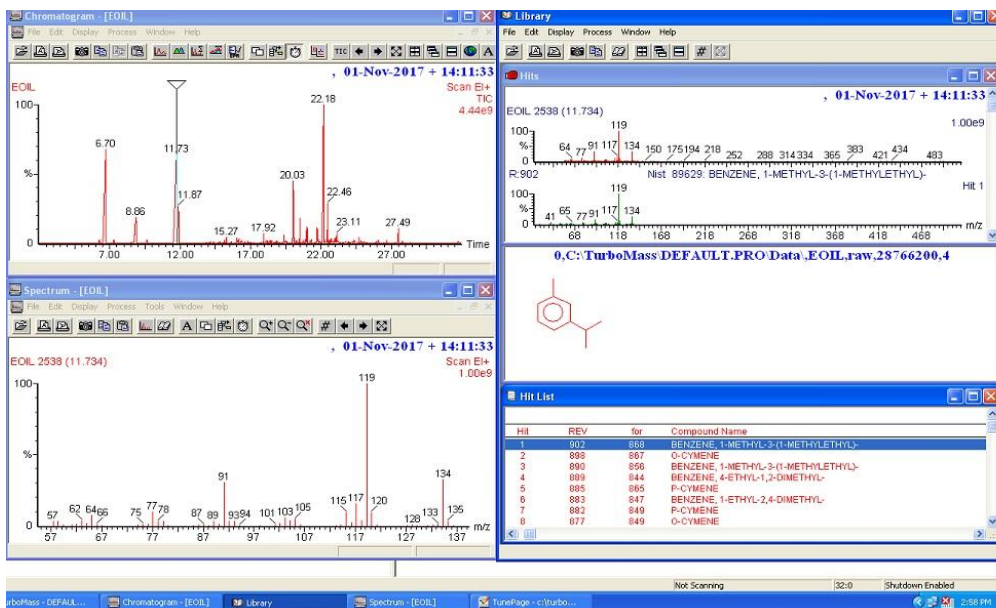 Chromatogram - [EOIL]
File Edit Display Process Window Help
TIC A
, 01-Nov-2017 + 14:11:33
EOIL
Scan EI+
TIC
4.44e9
100
%
0
6.70
8.86
11.73
11.87
15.27
17.92
20.03
22.18
22.46
23.11
27.49
7.00 12.00 17.00 22.00 27.00 Time
Spectrum - [EOIL]
File Edit Display Process Tools Window Help
A #
, 01-Nov-2017 + 14:11:33
EOIL 2538 (11.734)
Scan EI+
1.00e9
100
%
0
57 62 64 66 75 77 78 87 89 91 93 94 101 103 105 115 117 119 120 128 133 134 135
57 67 77 87 97 107 117 127 137 m/z
Library
File Edit Display Process Window Help
#
Hits
, 01-Nov-2017 + 14:11:33
EOIL 2538 (11.734)
1.00e9
100
%
0
64 77 91 117 119 134 150 175 194 218 252 288 314 334 365 383 421 434 483
R:902 Nist 89629: BENZENE, 1-METHYL-3-(1-METHYLETHYL)- Hit 1
100
%
0
41 65 77 91 117 119 134
68 118 168 218 268 318 368 418 468 m/z
0,C:\TurboMass\DEFAULT.PRO\Data\,EOIL,raw,28766200,4
Hit List
Hit REV for Compound Name
1 902 868 BENZENE, 1-METHYL-3-(1-METHYLETHYL)-
2 898 867 O-CYMENE
3 890 856 BENZENE, 1-METHYL-3-(1-METHYLETHYL)-
4 889 844 BENZENE, 4-ETHYL-1,2-DIMETHYL-
5 885 865 P-CYMENE
6 883 847 BENZENE, 1-ETHYL-2,4-DIMETHYL-
7 882 849 P-CYMENE
8 877 849 O-CYMENE
Not Scanning 32:0 Shutdown Enabled
urboMass - DEFAUL... Chromatogram - [EOIL] Library Spectrum - [EOIL] TunePage - c:\turbo... 2:58 PM